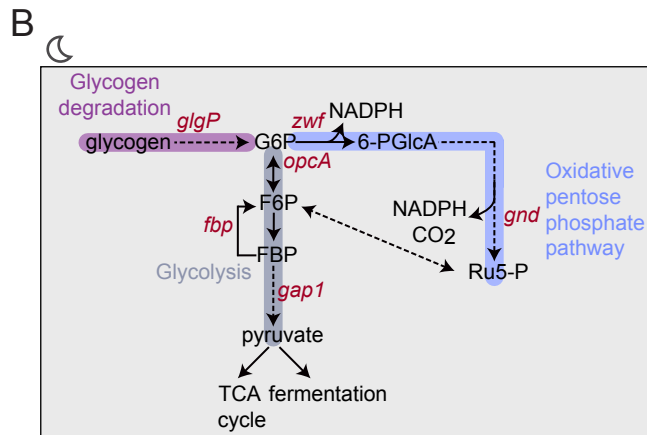 B
Glycogen
degradation
glycogen
glgP
G6P
zwf
NADPH
6-PGlcA
opcA
F6P
fbp
FBP
Glycolysis
gap1
pyruvate
TCA fermentation
cycle
NADPH
CO2
gnd
Ru5-P
Oxidative
pentose
phosphate
pathway